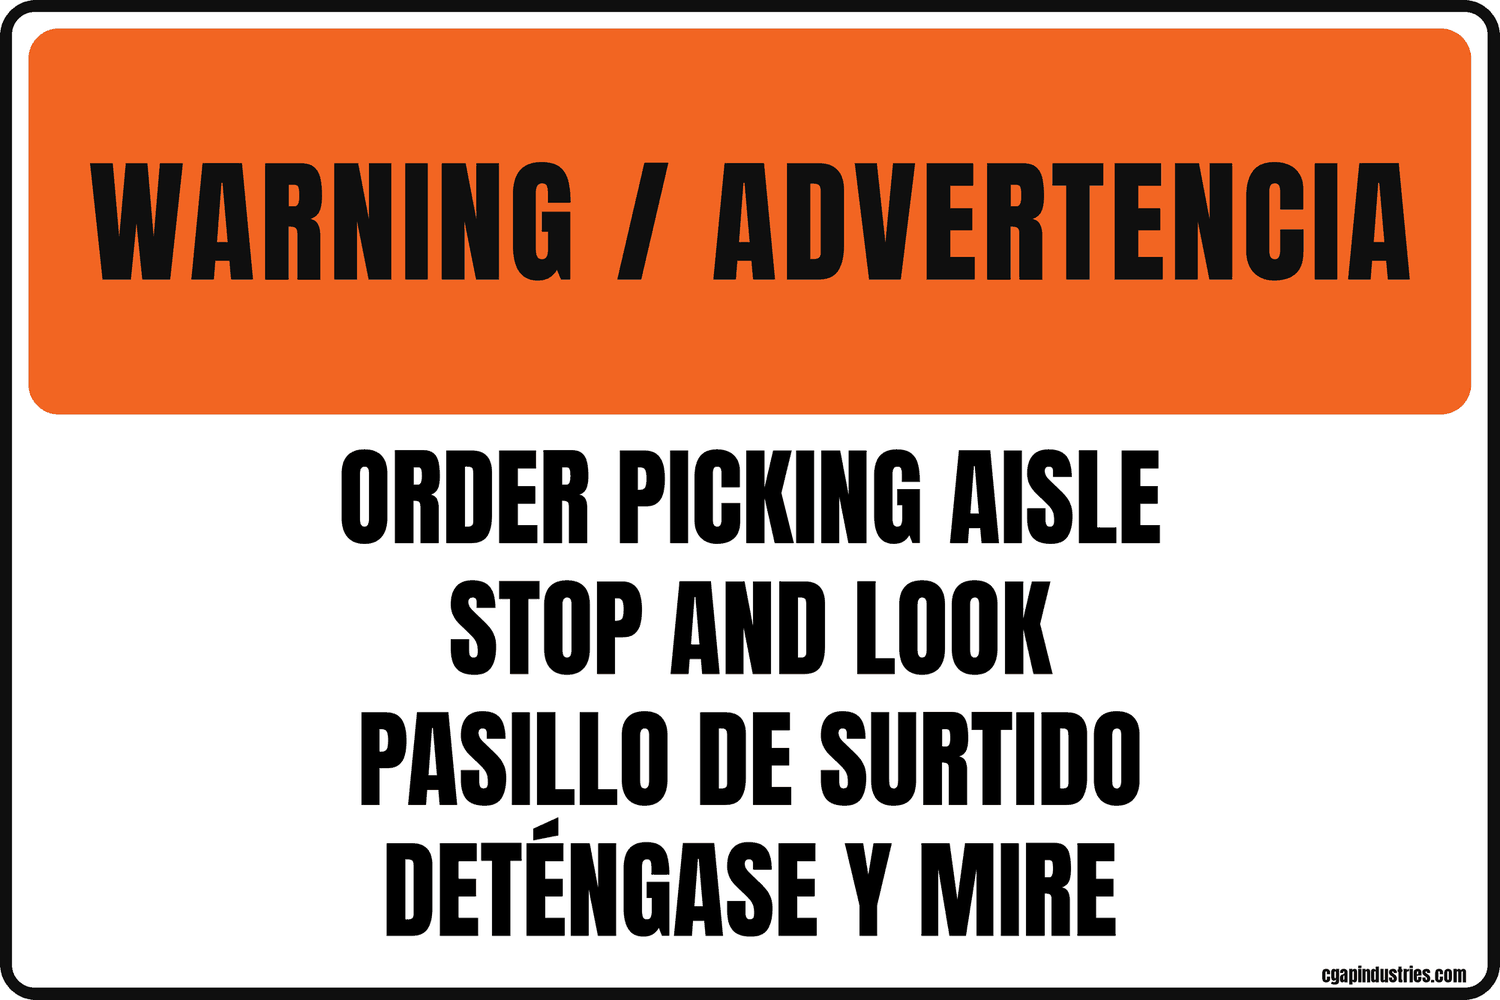 WARNING / ADVERTENCIA
ORDER PICKING AISLE
STOP AND LOOK
PASILLO DE SURTIDO
DETÉNGASE Y MIRE
cgapindustries.com